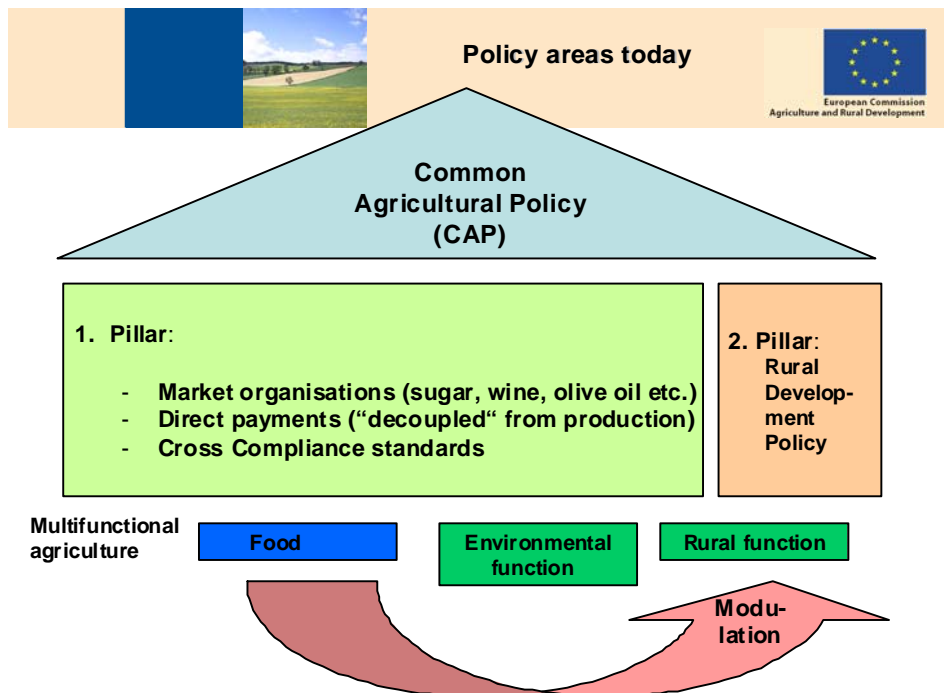 Policy areas today
European Commission
Agriculture and Rural Development
Common
Agricultural Policy
(CAP)
1. Pillar:
- Market organisations (sugar, wine, olive oil etc.)
- Direct payments (“decoupled“ from production)
- Cross Compliance standards
2. Pillar:
Rural
Develop-
ment
Policy
Multifunctional
agriculture
Food
Environmental
function
Rural function
Modu-
lation